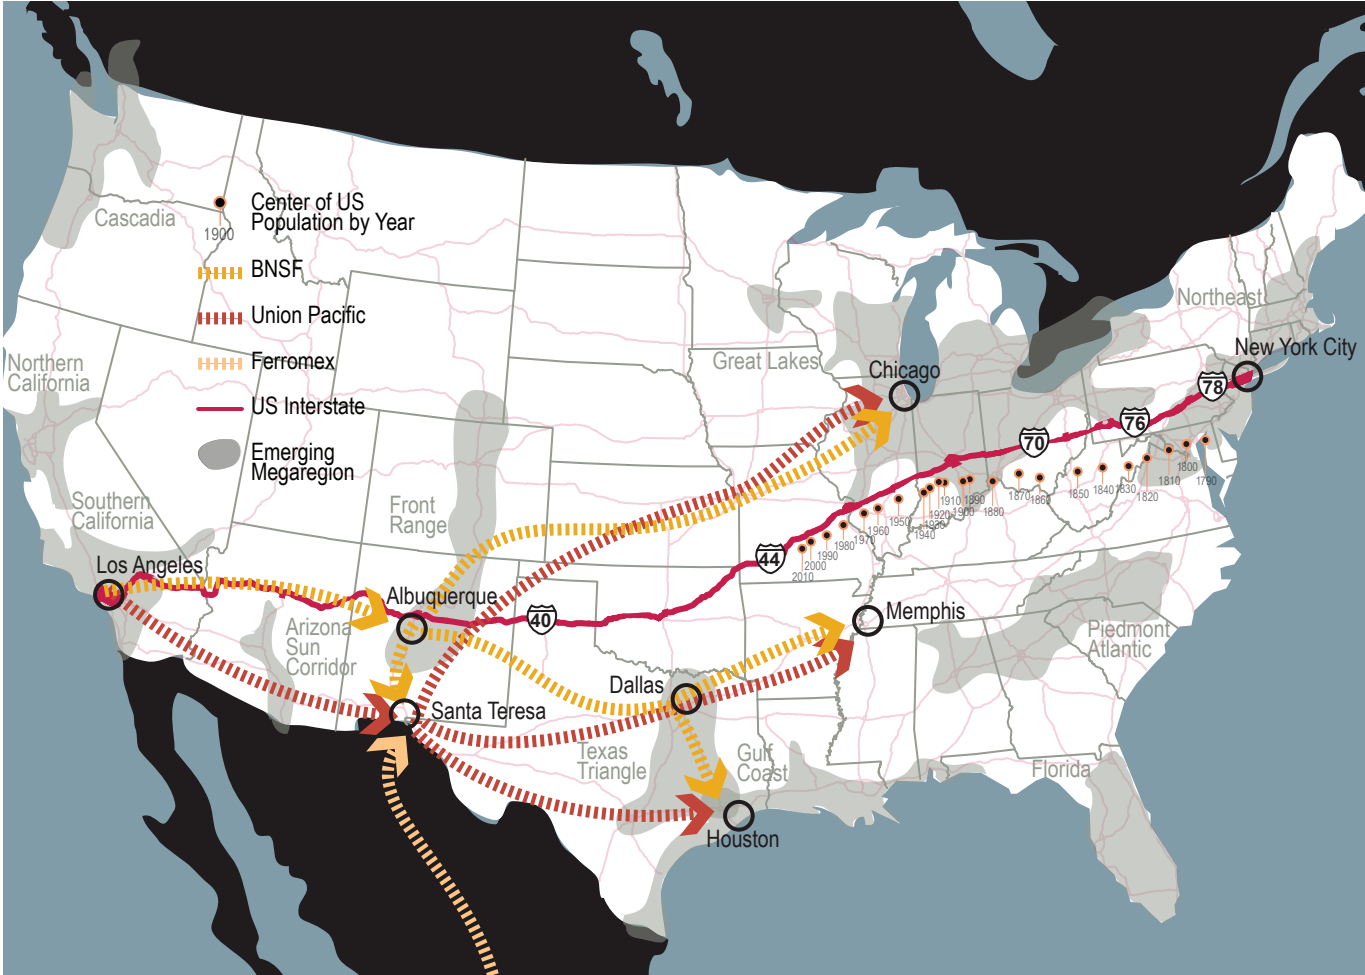 Center of US
Population by Year
1900
BNSF
Union Pacific
Ferromex
US Interstate
Emerging
Megaregion
Cascadia
Northern
California
Southern
California
Los Angeles
Front
Range
Albuquerque
Arizona
Sun
Corridor
Santa Teresa
Great Lakes
Chicago
Northeast
New York City
78
76
70
44
40
1790
1800
1810
1820
1830
1840
1850
1860
1870
1880
1890
1900
1910
1920
1930
1940
1950
1960
1970
1980
1990
2000
2010
Memphis
Piedmont
Atlantic
Dallas
Texas
Triangle
Gulf
Coast
Houston
Florida